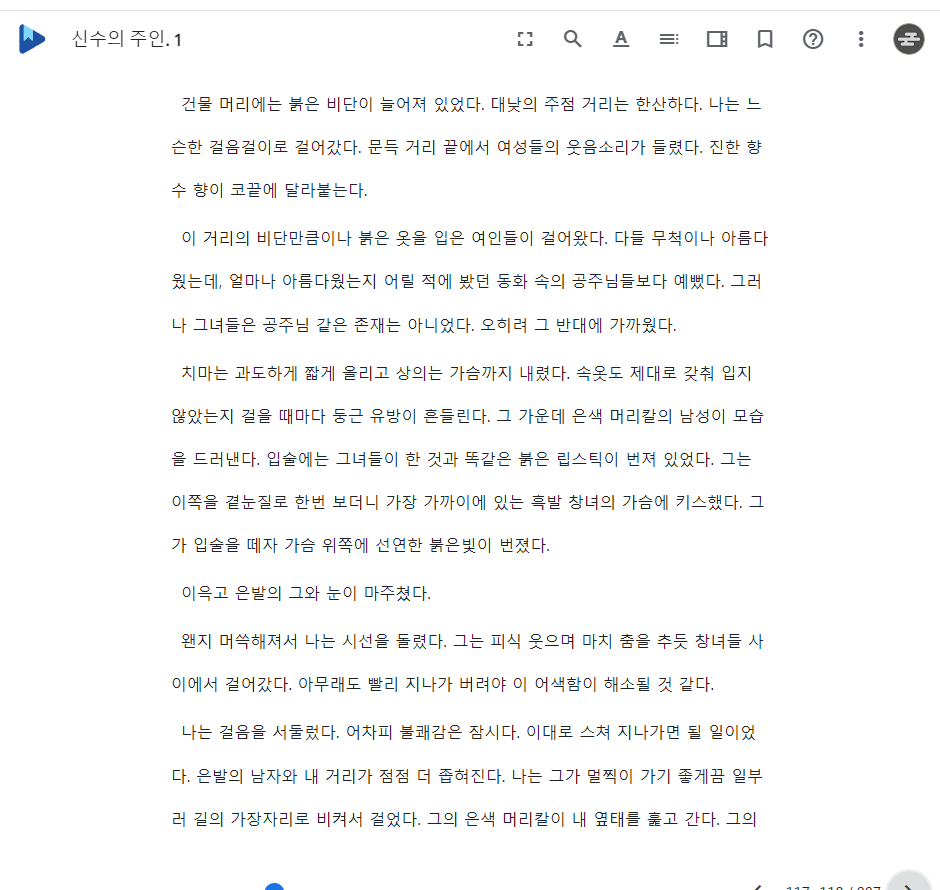 신수의 주인. 1
건물 머리에는 붉은 비단이 늘어져 있었다. 대낮의 주점 거리는 한산하다. 나는 느
슨한 걸음걸이로 걸어갔다. 문득 거리 끝에서 여성들의 웃음소리가 들렸다. 진한 향
수 향이 코끝에 달라붙는다.
이 거리의 비단만큼이나 붉은 옷을 입은 여인들이 걸어왔다. 다들 무척이나 아름다
웠는데, 얼마나 아름다웠는지 어릴 적에 봤던 동화 속의 공주님들보다 예뻤다. 그러
나 그녀들은 공주님 같은 존재는 아니었다. 오히려 그 반대에 가까웠다.
치마는 과도하게 짧게 올리고 상의는 가슴까지 내렸다. 속옷도 제대로 갖춰 입지
않았는지 걸을 때마다 둥근 유방이 흔들린다. 그 가운데 은색 머리칼의 남성이 모습
을 드러낸다. 입술에는 그녀들이 한 것과 똑같은 붉은 립스틱이 번져 있었다. 그는
이쪽을 곁눈질로 한번 보더니 가장 가까이에 있는 흑발 창녀의 가슴에 키스했다. 그
가 입술을 떼자 가슴 위쪽에 선연한 붉은빛이 번졌다.
이윽고 은발의 그와 눈이 마주쳤다.
왠지 머쓱해져서 나는 시선을 돌렸다. 그는 피식 웃으며 마치 춤을 추듯 창녀들 사
이에서 걸어갔다. 아무래도 빨리 지나가 버려야 이 어색함이 해소될 것 같다.
나는 걸음을 서둘렀다. 어차피 불쾌감은 잠시다. 이대로 스쳐 지나가면 될 일이었
다. 은발의 남자와 내 거리가 점점 더 좁혀진다. 나는 그가 멀찍이 가기 좋게끔 일부
러 길의 가장자리로 비켜서 걸었다. 그의 은색 머리칼이 내 옆태를 훑고 간다. 그의